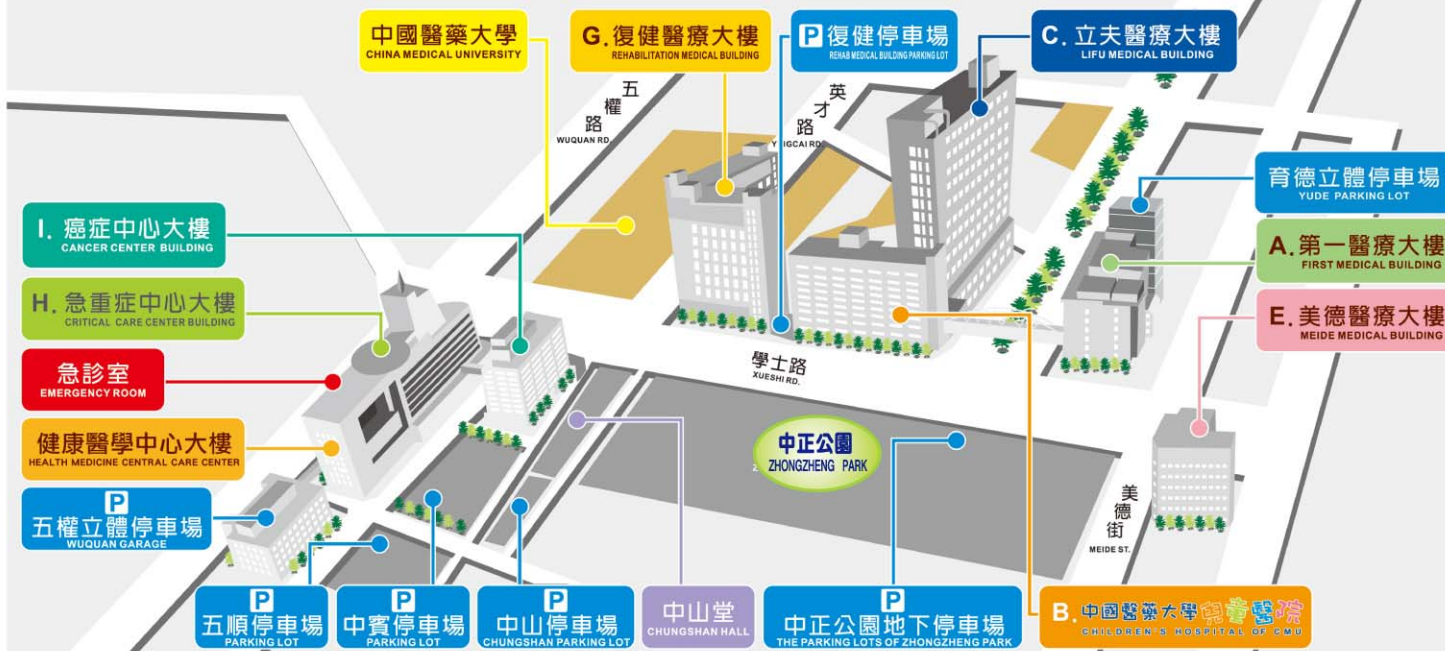 中國醫藥大學
CHINA MEDICAL UNIVERSITY
G.復健醫療大樓
REHABILITATION MEDICAL BUILDING
P 復健停車場
REHAB MEDICAL BUILDING PARKING LOT
C. 立夫醫療大樓
LIFU MEDICAL BUILDING
五權路
WUQUAN RD.
英才路
育德立體停車場
YUDE PARKING LOT
I. 癌症中心大樓
CANCER CENTER BUILDING
A.第一醫療大樓
FIRST MEDICAL BUILDING
H. 急重症中心大樓
CRITICAL CARE CENTER BUILDING
E.美德醫療大樓
MEIDE MEDICAL BUILDING
急診室
EMERGENCY ROOM
學士路
XUESHI RD.
健康醫學中心大樓
HEALTH MEDICINE CENTRAL CARE CENTER
中正公園
ZHONGZHENG PARK
P
五權立體停車場
WUQUAN GARAGE
美德街
MEIDE ST.
P
五順停車場
PARKING LOT
P
中賓停車場
PARKING LOT
P
中山停車場
CHUNGSHAN PARKING LOT
中山堂
CHUNGSHAN HALL
P
中正公園地下停車場
THE PARKING LOTS OF ZHONGZHENG PARK
B.中國醫藥大學兒童醫院
CHILDREN'S HOSPITAL OF CMU